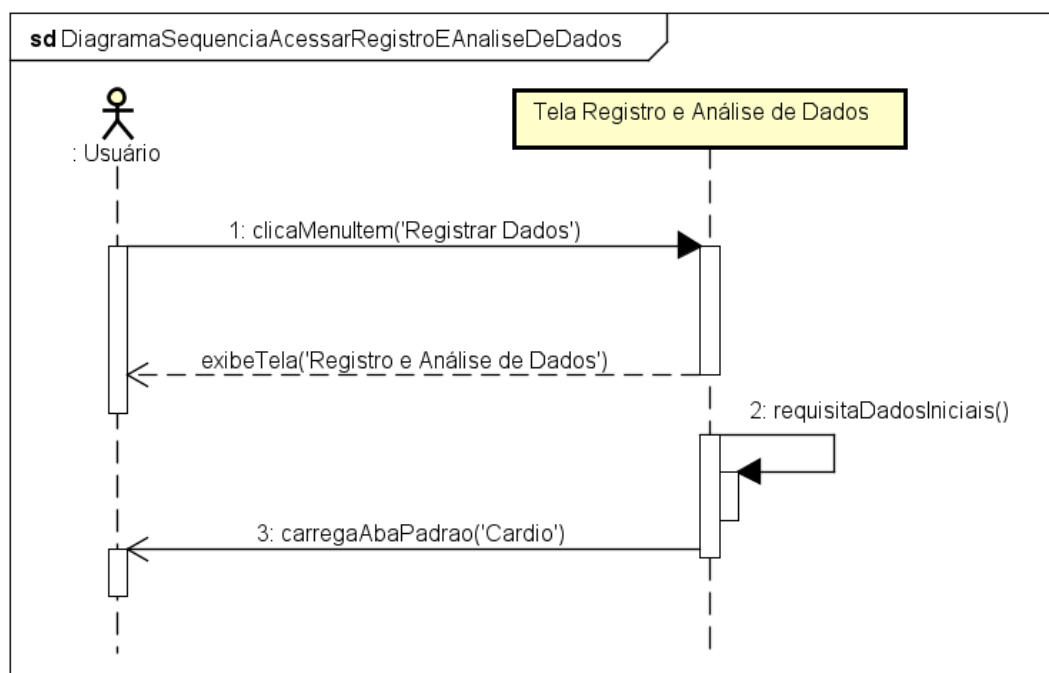 sd DiagramaSequenciaAcessarRegistroEAnaliseDeDados
: Usuário
Tela Registro e Análise de Dados
1: clicaMenuItem('Registrar Dados')
exibeTela('Registro e Análise de Dados')
2: requisitaDadosIniciais()
3: carregaAbaPadrao('Cardio')